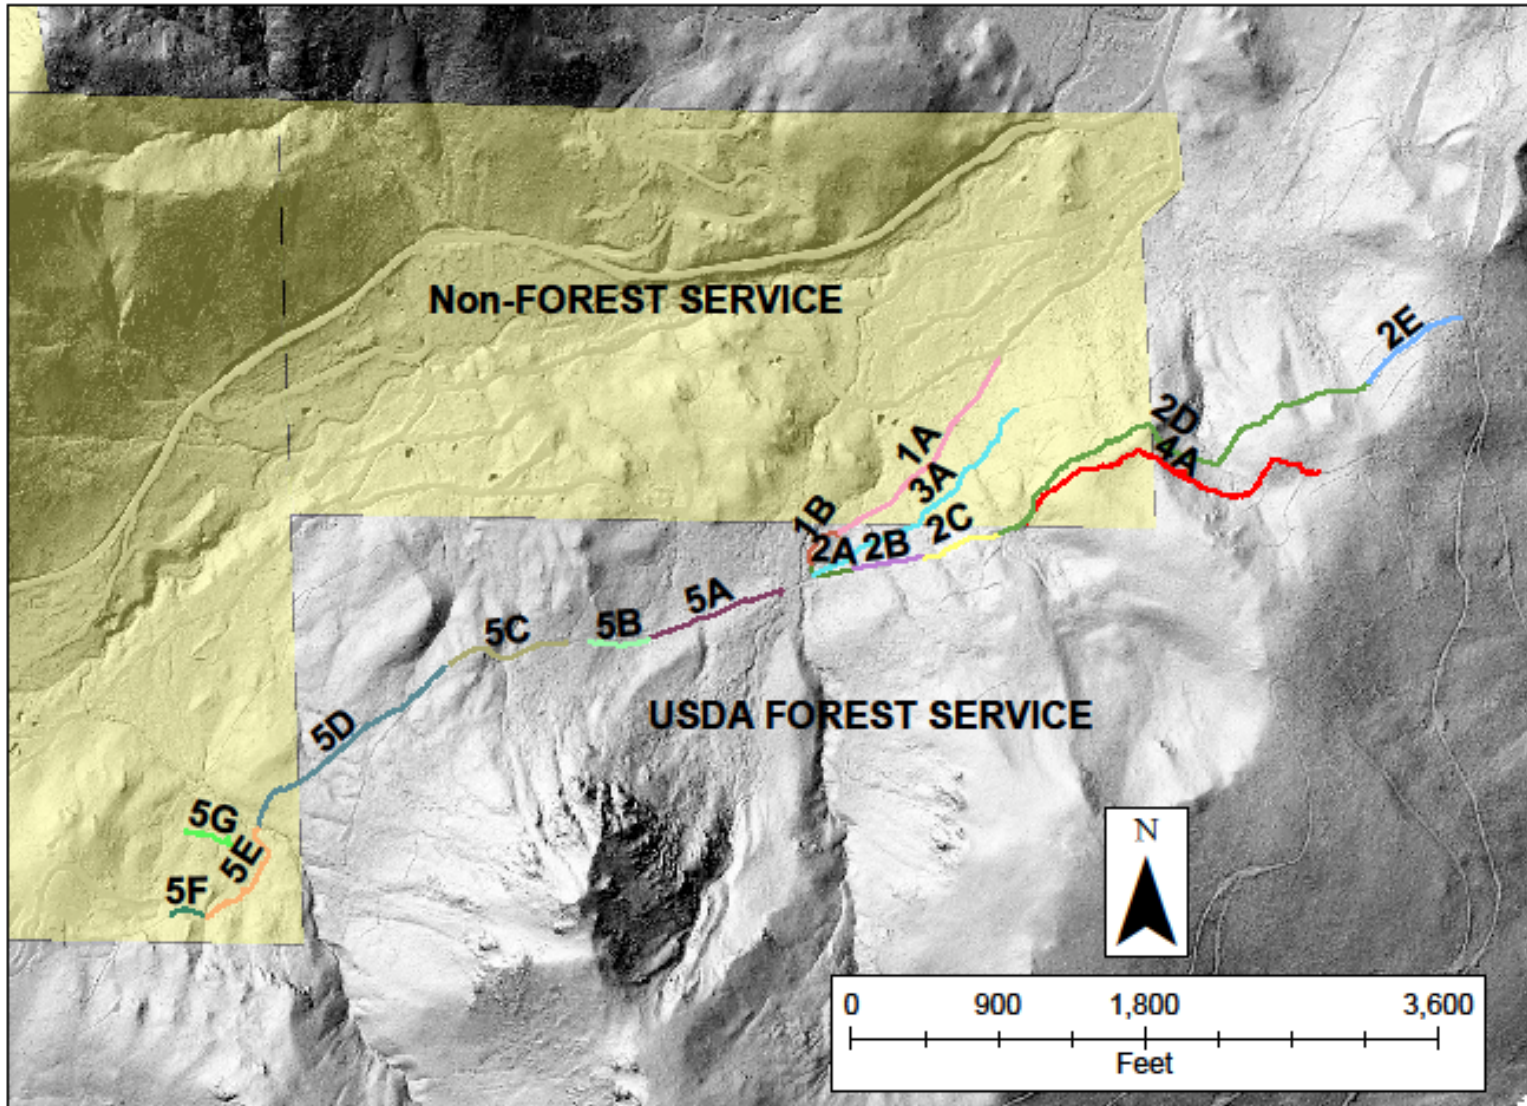 Non-FOREST SERVICE
2E
2D
4A
1A
3A
1B
2A
2B
2C
5A
5B
5C
USDA FOREST SERVICE
5D
5G
5E
5F
N
0 900 1,800 3,600
Feet